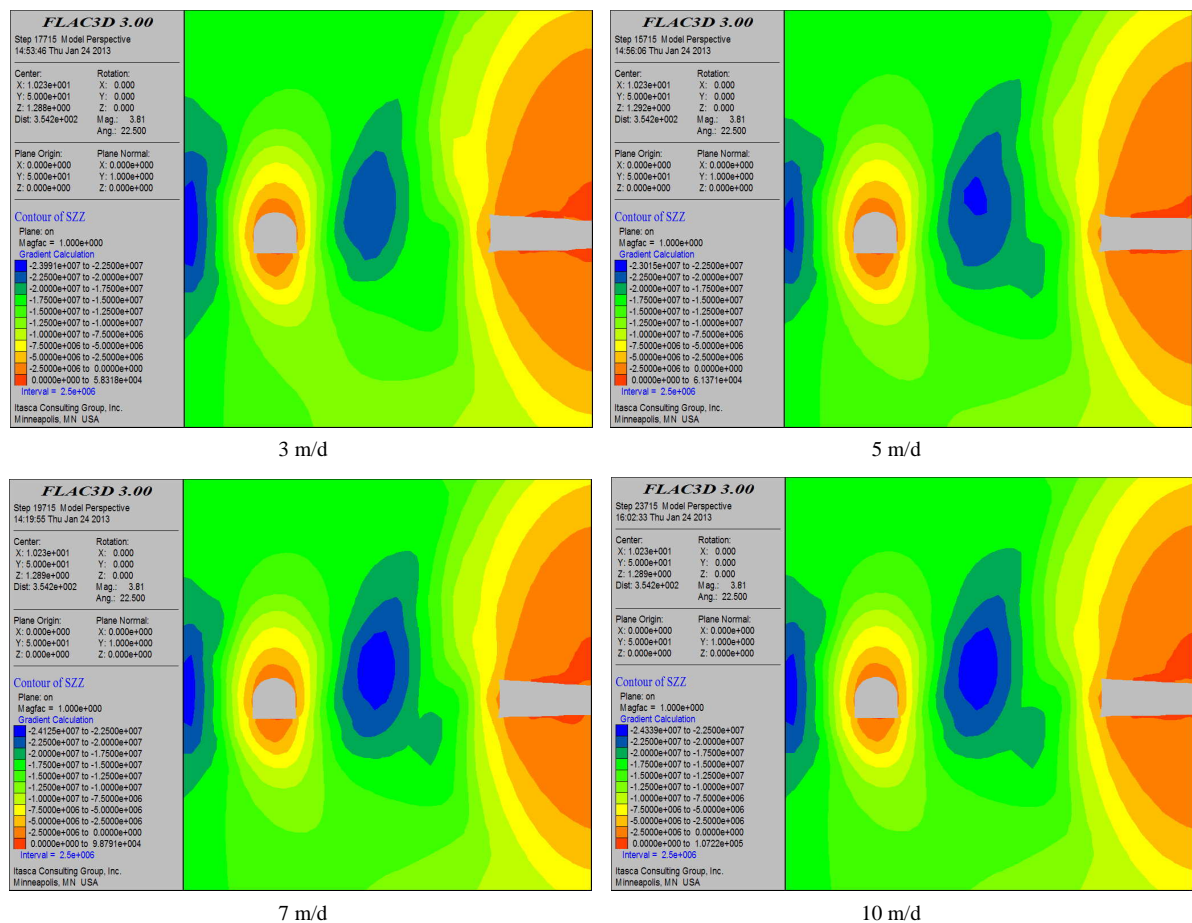 FLAC3D 3.00
Step 17715 Model Perspective
14:53:46 Thu Jan 24 2013
Center: Rotation:
X: 1.023e+001 X: 0.000
Y: 5.000e+001 Y: 0.000
Z: 1.288e+000 Z: 0.000
Dist: 3.542e+002 Mag.: 3.81
Ang.: 22.500
Plane Origin: Plane Normal:
X: 0.000e+000 X: 0.000e+000
Y: 5.000e+001 Y: 1.000e+000
Z: 0.000e+000 Z: 0.000e+000
Contour of SZZ
Plane: on
Magfac = 1.000e+000
Gradient Calculation
-2.3991e+007 to -2.2500e+007
-2.2500e+007 to -2.0000e+007
-2.0000e+007 to -1.7500e+007
-1.7500e+007 to -1.5000e+007
-1.5000e+007 to -1.2500e+007
-1.2500e+007 to -1.0000e+007
-1.0000e+007 to -7.5000e+006
-7.5000e+006 to -5.0000e+006
-5.0000e+006 to -2.5000e+006
-2.5000e+006 to 0.0000e+000
0.0000e+000 to 5.8318e+004
Interval = 2.5e+006
Itasca Consulting Group, Inc.
Minneapolis, MN USA
3 m/d
FLAC3D 3.00
Step 15715 Model Perspective
14:56:06 Thu Jan 24 2013
Center: Rotation:
X: 1.023e+001 X: 0.000
Y: 5.000e+001 Y: 0.000
Z: 1.292e+000 Z: 0.000
Dist: 3.542e+002 Mag.: 3.81
Ang.: 22.500
Plane Origin: Plane Normal:
X: 0.000e+000 X: 0.000e+000
Y: 5.000e+001 Y: 1.000e+000
Z: 0.000e+000 Z: 0.000e+000
Contour of SZZ
Plane: on
Magfac = 1.000e+000
Gradient Calculation
-2.3015e+007 to -2.2500e+007
-2.2500e+007 to -2.0000e+007
-2.0000e+007 to -1.7500e+007
-1.7500e+007 to -1.5000e+007
-1.5000e+007 to -1.2500e+007
-1.2500e+007 to -1.0000e+007
-1.0000e+007 to -7.5000e+006
-7.5000e+006 to -5.0000e+006
-5.0000e+006 to -2.5000e+006
-2.5000e+006 to 0.0000e+000
0.0000e+000 to 6.1371e+004
Interval = 2.5e+006
Itasca Consulting Group, Inc.
Minneapolis, MN USA
5 m/d
FLAC3D 3.00
Step 19715 Model Perspective
14:19:55 Thu Jan 24 2013
Center: Rotation:
X: 1.023e+001 X: 0.000
Y: 5.000e+001 Y: 0.000
Z: 1.289e+000 Z: 0.000
Dist: 3.542e+002 Mag.: 3.81
Ang.: 22.500
Plane Origin: Plane Normal:
X: 0.000e+000 X: 0.000e+000
Y: 5.000e+001 Y: 1.000e+000
Z: 0.000e+000 Z: 0.000e+000
Contour of SZZ
Plane: on
Magfac = 1.000e+000
Gradient Calculation
-2.4125e+007 to -2.2500e+007
-2.2500e+007 to -2.0000e+007
-2.0000e+007 to -1.7500e+007
-1.7500e+007 to -1.5000e+007
-1.5000e+007 to -1.2500e+007
-1.2500e+007 to -1.0000e+007
-1.0000e+007 to -7.5000e+006
-7.5000e+006 to -5.0000e+006
-5.0000e+006 to -2.5000e+006
-2.5000e+006 to 0.0000e+000
0.0000e+000 to 9.8791e+004
Interval = 2.5e+006
Itasca Consulting Group, Inc.
Minneapolis, MN USA
7 m/d
FLAC3D 3.00
Step 23715 Model Perspective
16:02:33 Thu Jan 24 2013
Center: Rotation:
X: 1.023e+001 X: 0.000
Y: 5.000e+001 Y: 0.000
Z: 1.289e+000 Z: 0.000
Dist: 3.542e+002 Mag.: 3.81
Ang.: 22.500
Plane Origin: Plane Normal:
X: 0.000e+000 X: 0.000e+000
Y: 5.000e+001 Y: 1.000e+000
Z: 0.000e+000 Z: 0.000e+000
Contour of SZZ
Plane: on
Magfac = 1.000e+000
Gradient Calculation
-2.4339e+007 to -2.2500e+007
-2.2500e+007 to -2.0000e+007
-2.0000e+007 to -1.7500e+007
-1.7500e+007 to -1.5000e+007
-1.5000e+007 to -1.2500e+007
-1.2500e+007 to -1.0000e+007
-1.0000e+007 to -7.5000e+006
-7.5000e+006 to -5.0000e+006
-5.0000e+006 to -2.5000e+006
-2.5000e+006 to 0.0000e+000
0.0000e+000 to 1.0722e+005
Interval = 2.5e+006
Itasca Consulting Group, Inc.
Minneapolis, MN USA
10 m/d